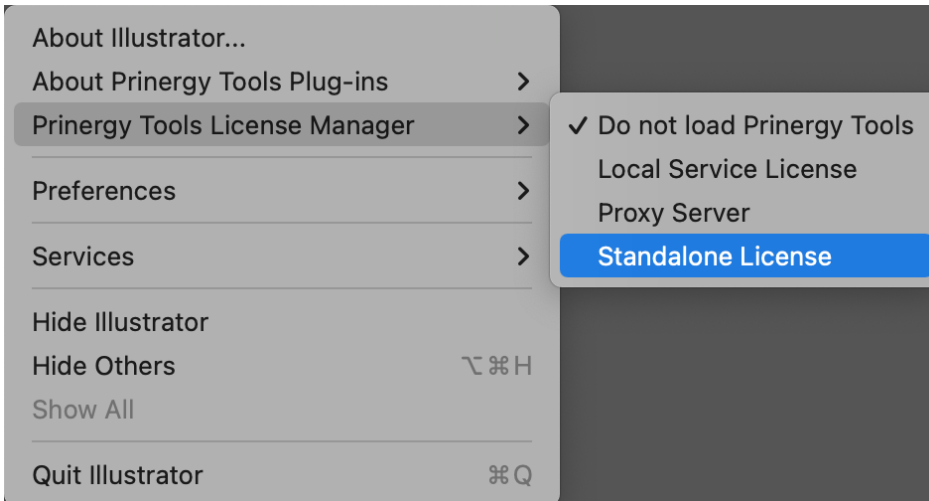 About Illustrator...
About Prinergy Tools Plug-ins
Prinergy Tools License Manager
Preferences
Services
Hide Illustrator
Hide Others ⌥⌘H
Show All
Quit Illustrator ⌘Q
✓ Do not load Prinergy Tools
Local Service License
Proxy Server
Standalone License